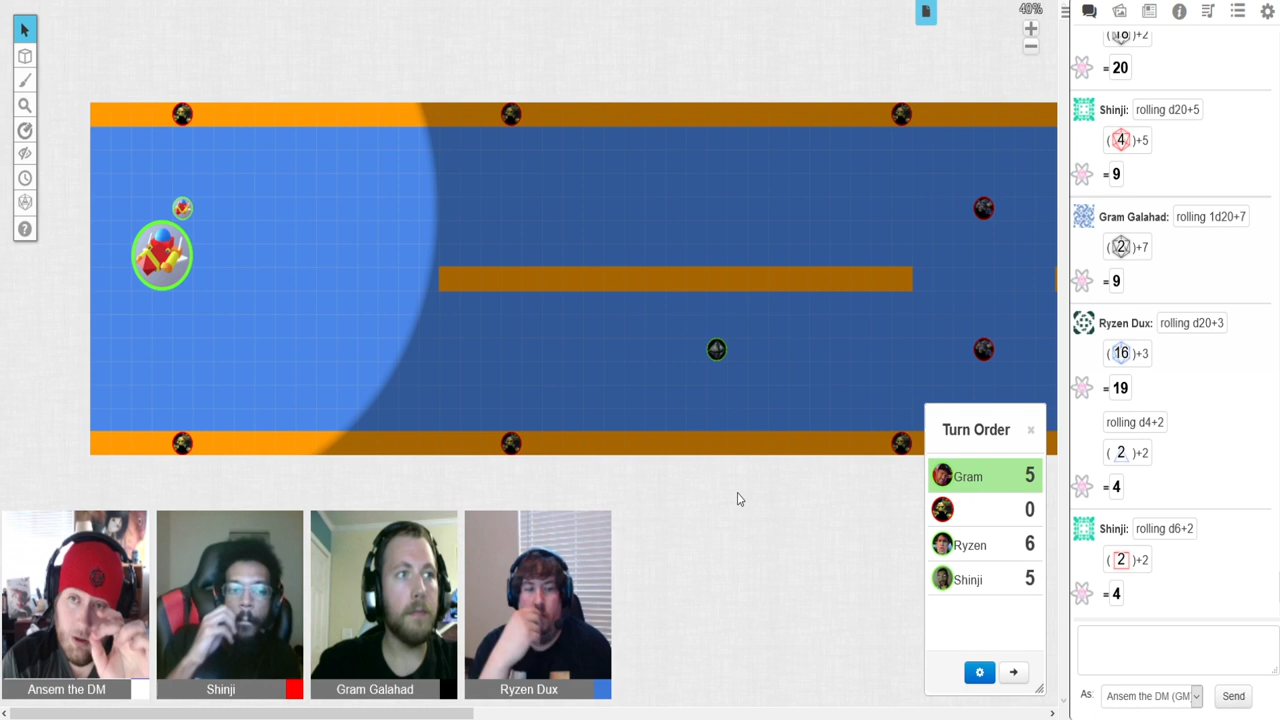 40%
(18)+2
= 20
Shinji: rolling d20+5
(4)+5
= 9
Gram Galahad: rolling 1d20+7
(2)+7
= 9
Ryzen Dux: rolling d20+3
(16)+3
= 19
rolling d4+2
(2)+2
= 4
Shinji: rolling d6+2
(2)+2
= 4
Turn Order ×
Gram 5
0
Ryzen 6
Shinji 5
Ansem the DM
Shinji
Gram Galahad
Ryzen Dux
As: Ansem the DM (GM Send